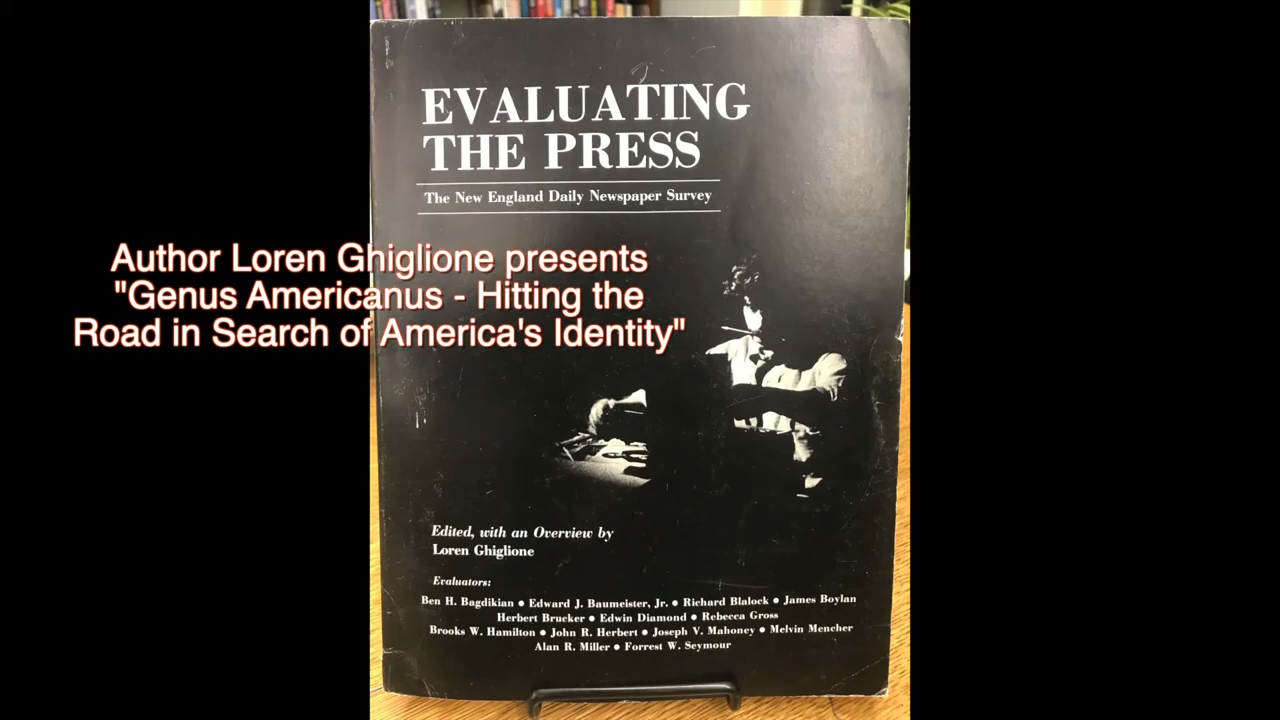 EVALUATING
THE PRESS
The New England Daily Newspaper Survey
Author Loren Ghiglione presents
"Genus Americanus - Hitting the
Road in Search of America's Identity"
Edited, with an Overview by
Loren Ghiglione
Evaluators:
Ben H. Bagdikian • Edward J. Baumeister, Jr. • Richard Blalock • James Boylan
Herbert Brucker • Edwin Diamond • Rebecca Gross
Brooks W. Hamilton • John R. Herbert • Joseph V. Mahoney • Melvin Mencher
Alan R. Miller • Forrest W. Seymour